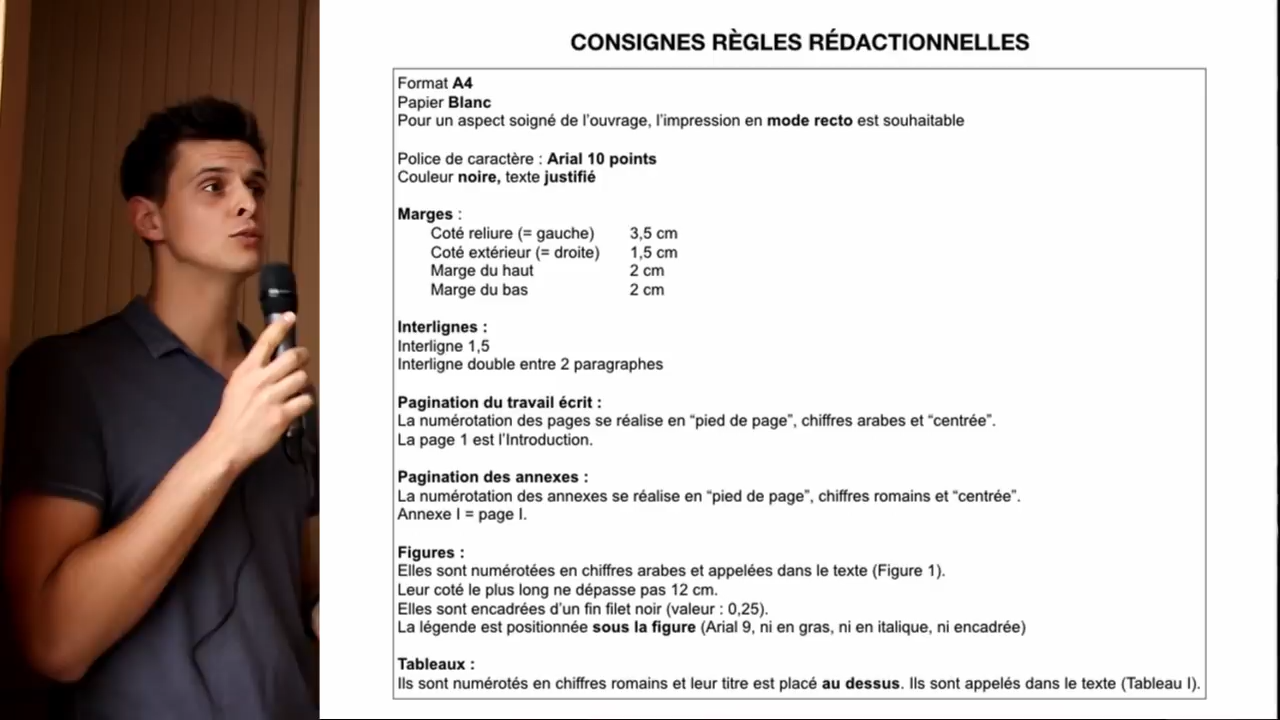 CONSIGNES RÈGLES RÉDACTIONNELLES
Format A4
Papier Blanc
Pour un aspect soigné de l'ouvrage, l'impression en mode recto est souhaitable
Police de caractère : Arial 10 points
Couleur noire, texte justifié
Marges :
Coté reliure (= gauche) 3,5 cm
Coté extérieur (= droite) 1,5 cm
Marge du haut 2 cm
Marge du bas 2 cm
Interlignes :
Interligne 1,5
Interligne double entre 2 paragraphes
Pagination du travail écrit :
La numérotation des pages se réalise en “pied de page”, chiffres arabes et “centrée”.
La page 1 est l'Introduction.
Pagination des annexes :
La numérotation des annexes se réalise en “pied de page”, chiffres romains et “centrée”.
Annexe I = page I.
Figures :
Elles sont numérotées en chiffres arabes et appelées dans le texte (Figure 1).
Leur coté le plus long ne dépasse pas 12 cm.
Elles sont encadrées d'un fin filet noir (valeur : 0,25).
La légende est positionnée sous la figure (Arial 9, ni en gras, ni en italique, ni encadrée)
Tableaux :
Ils sont numérotés en chiffres romains et leur titre est placé au dessus. Ils sont appelés dans le texte (Tableau I).